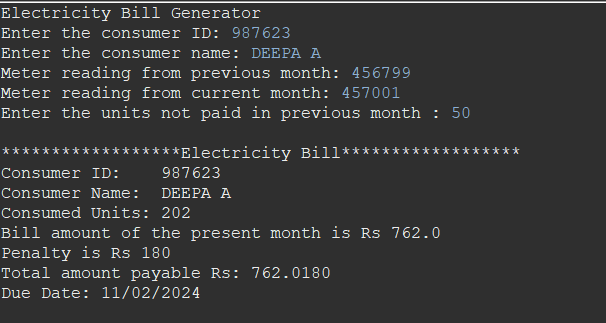 Electricity Bill Generator
Enter the consumer ID: 987623
Enter the consumer name: DEEPA A
Meter reading from previous month: 456799
Meter reading from current month: 457001
Enter the units not paid in previous month : 50
******************Electricity Bill******************
Consumer ID:    987623
Consumer Name:  DEEPA A
Consumed Units: 202
Bill amount of the present month is Rs 762.0
Penalty is Rs 180
Total amount payable Rs: 762.0180
Due Date: 11/02/2024